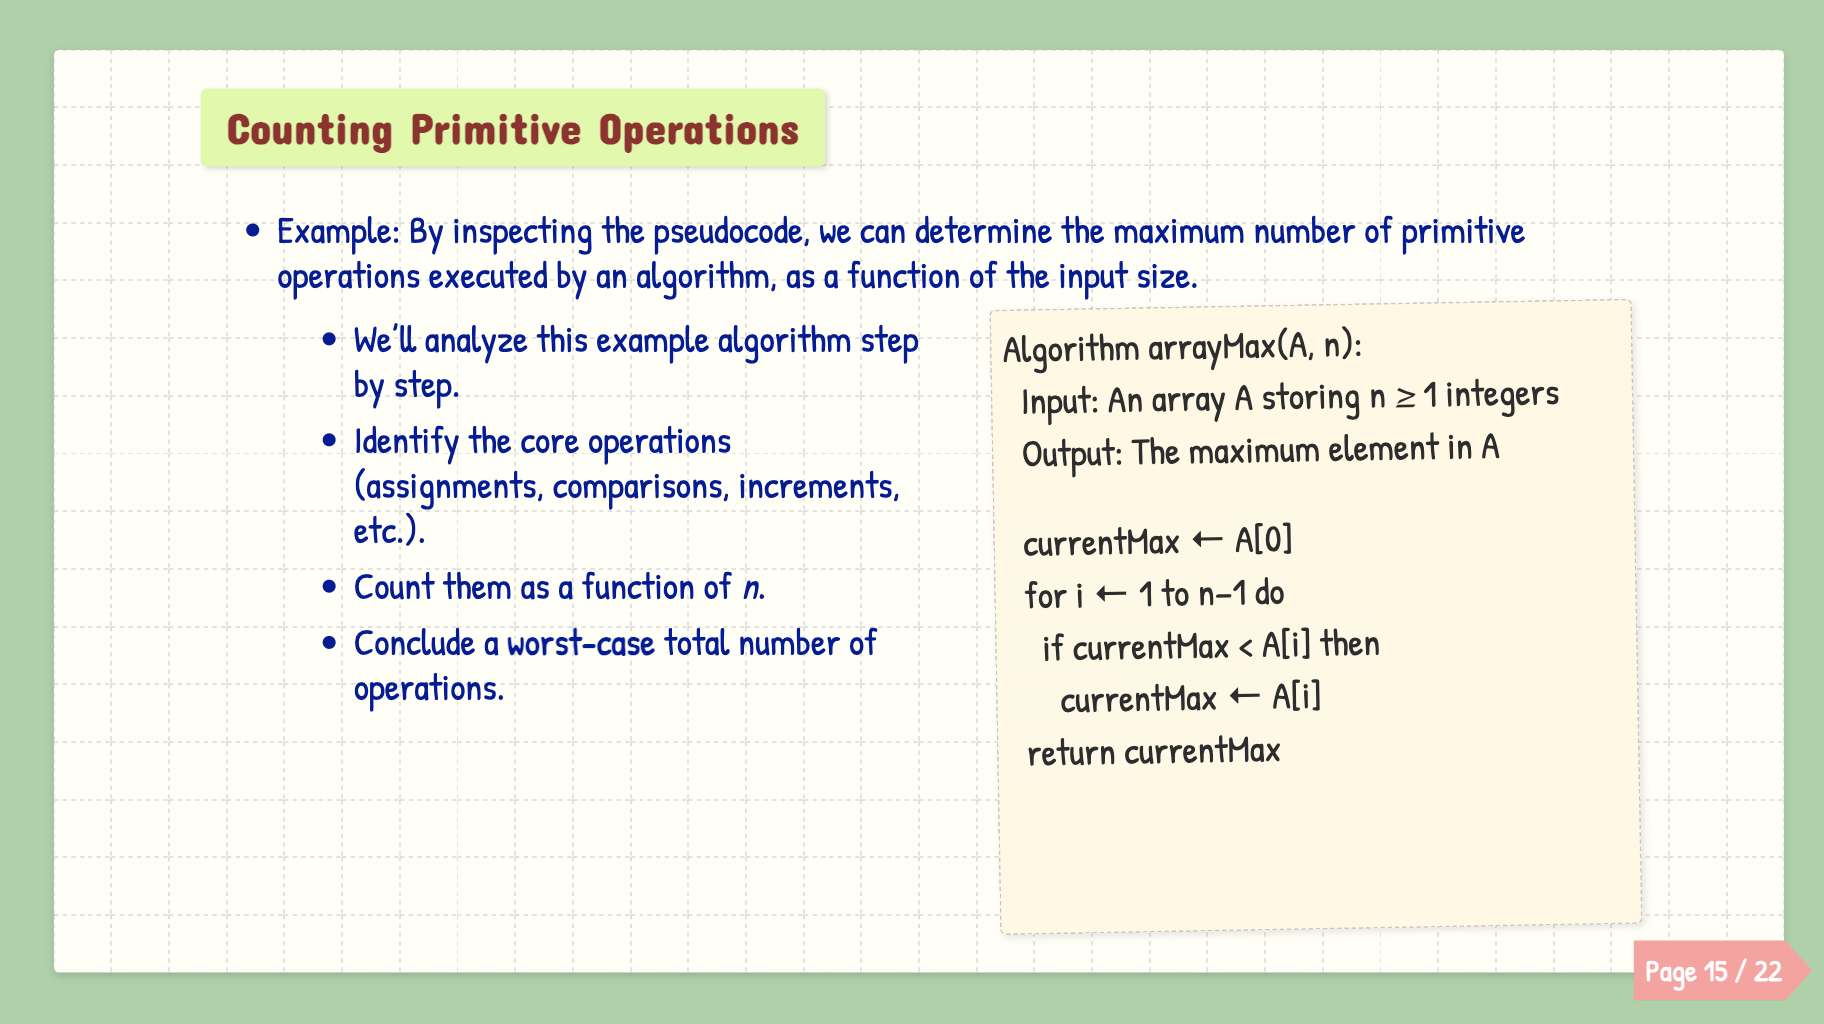 Counting Primitive Operations
• Example: By inspecting the pseudocode, we can determine the maximum number of primitive
operations executed by an algorithm, as a function of the input size.
• We'll analyze this example algorithm step
by step.
• Identify the core operations
(assignments, comparisons, increments,
etc.).
• Count them as a function of n.
• Conclude a worst-case total number of
operations.
Algorithm arrayMax(A, n):
Input: An array A storing n ≥ 1 integers
Output: The maximum element in A
currentMax ← A[0]
for i ← 1 to n–1 do
if currentMax < A[i] then
currentMax ← A[i]
return currentMax
Page 15 / 22